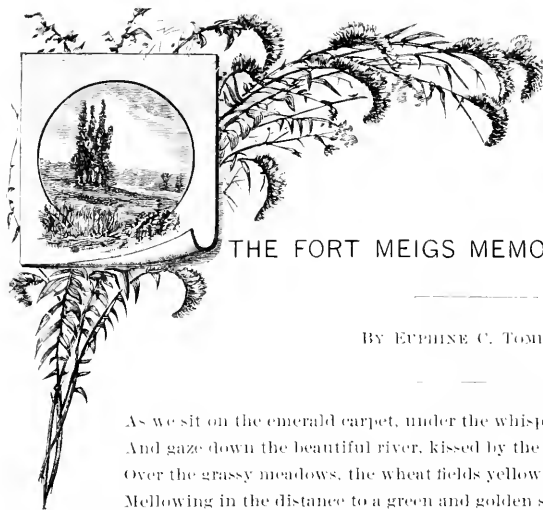 THE FORT MEIGS MEMO
BY EUPHINE C. TOM
As we sit on the emerald carpet, under the whisp
And gaze down the beautiful river, kissed by the
Over the grassy meadows, the wheat fields yellow
Mellowing in the distance to a green and golden s